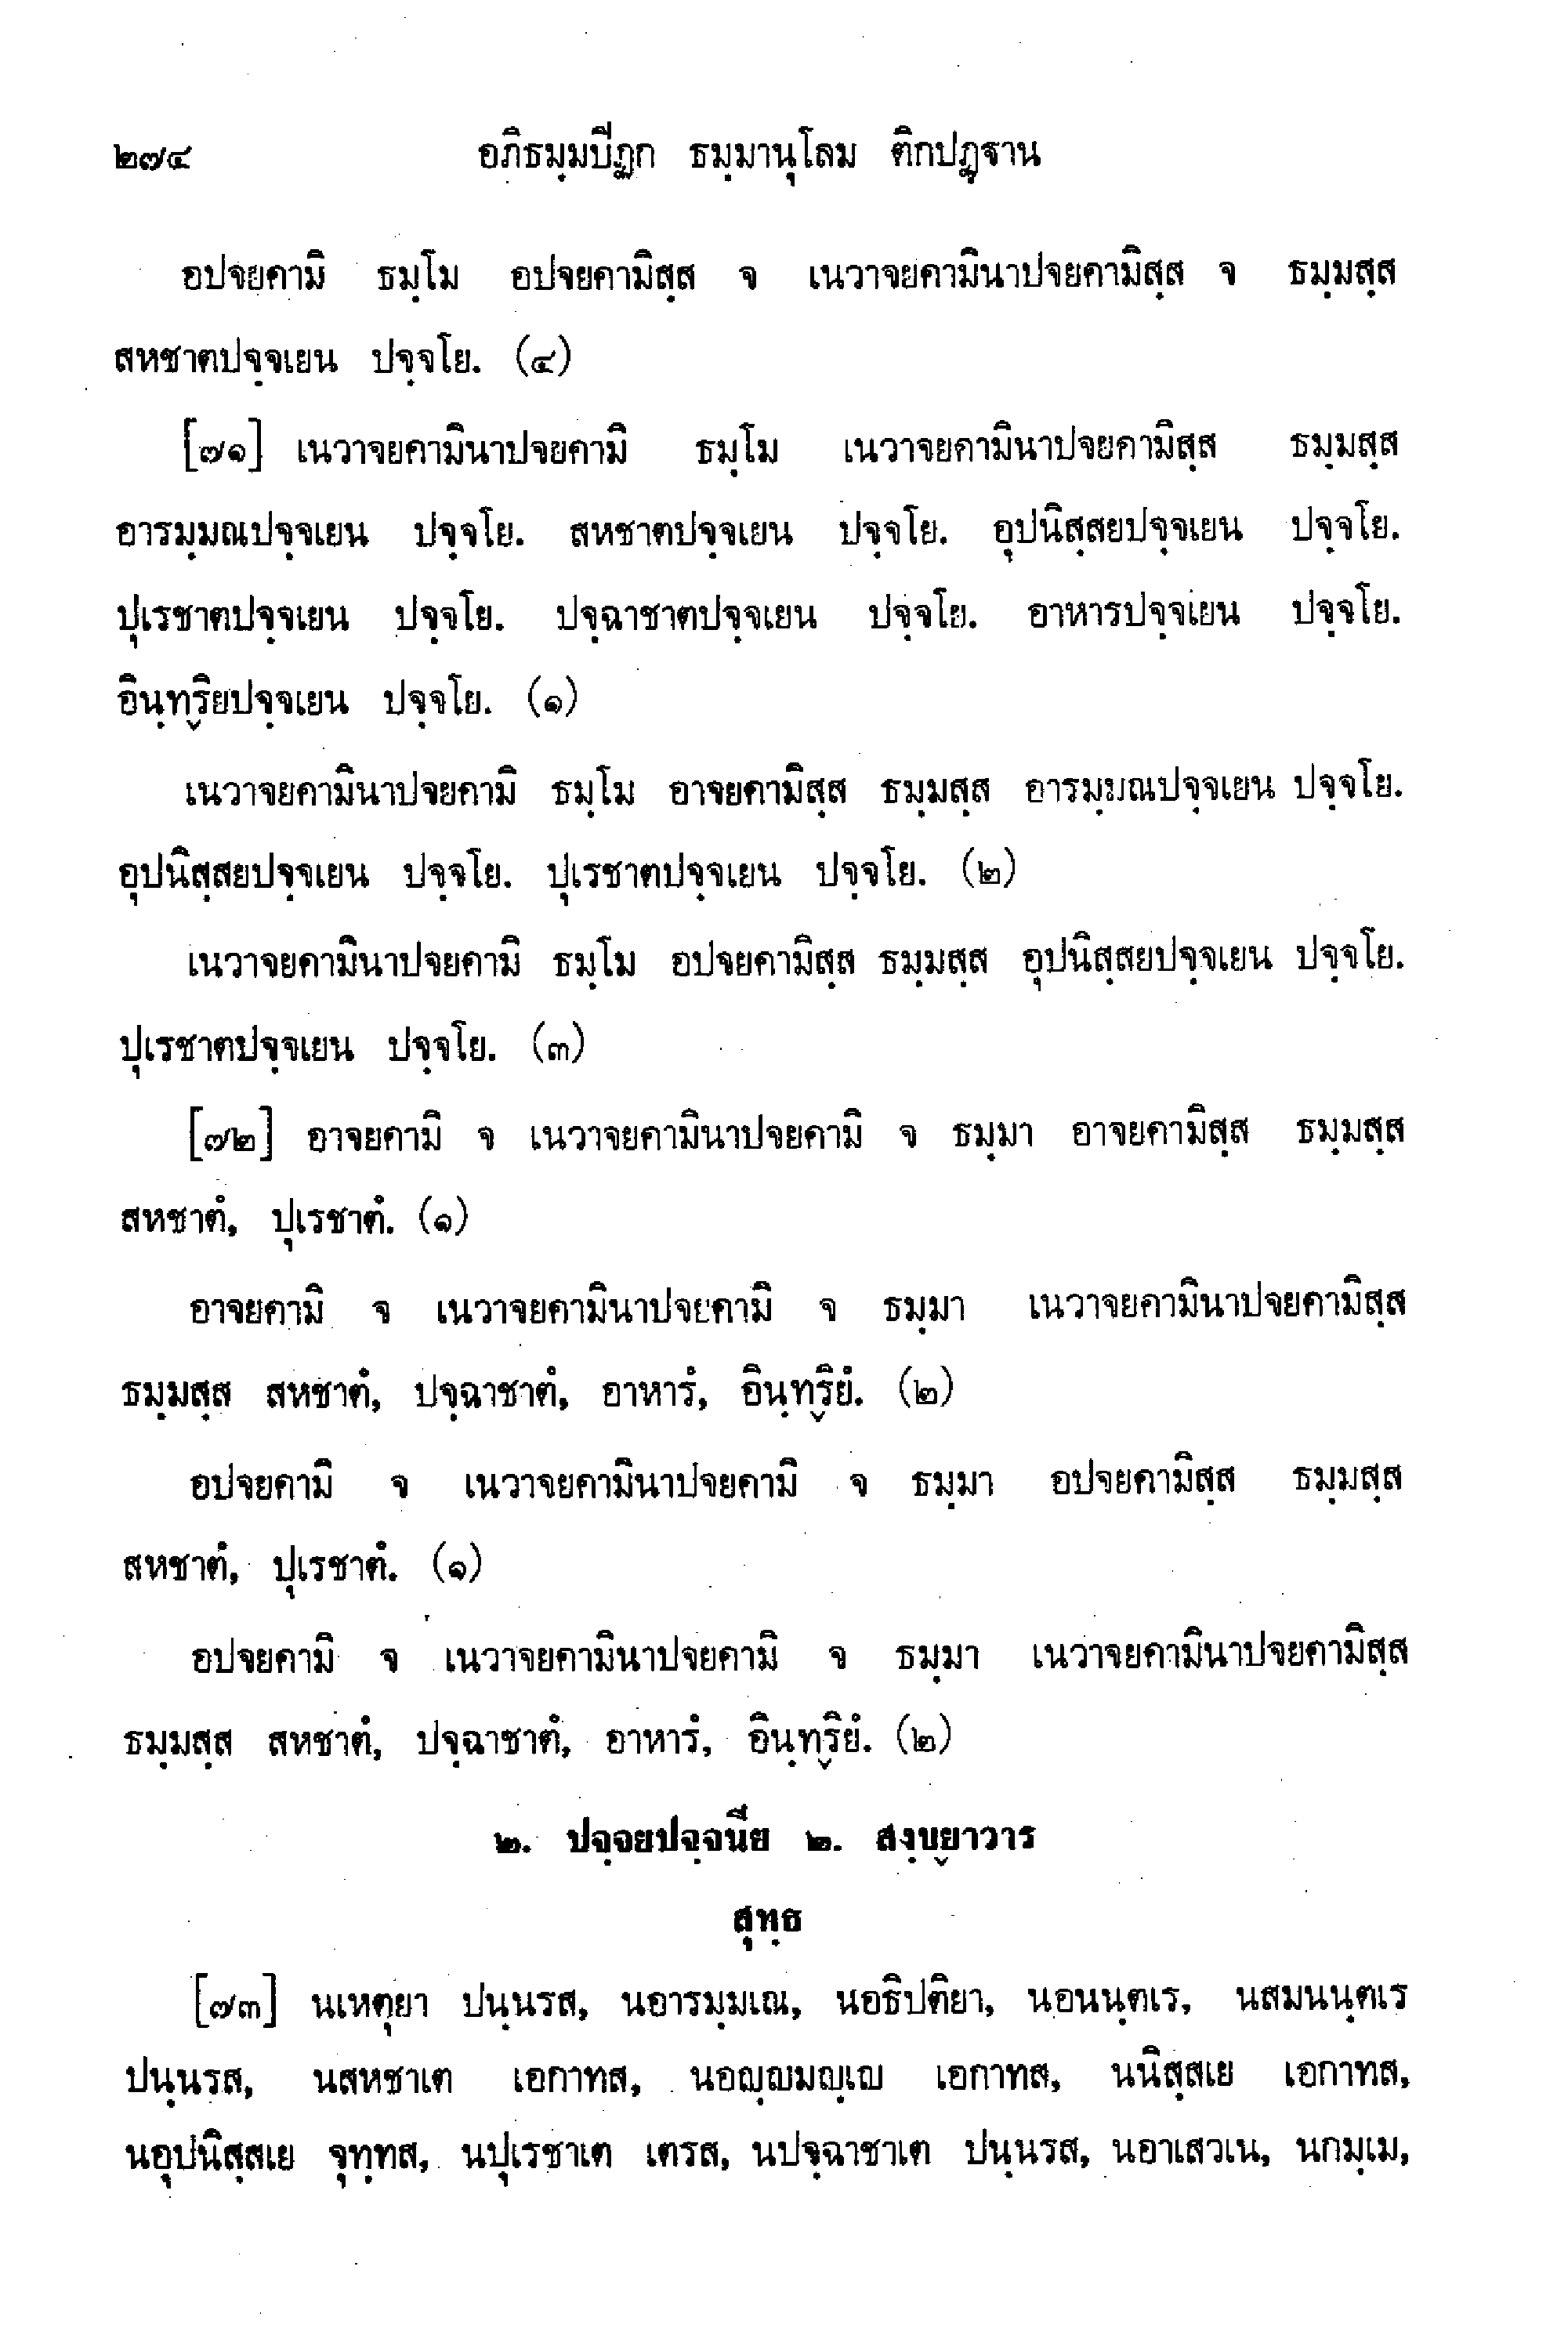 ๒๗๔ อภิธมฺมปีฏก ธมฺมานุโลม ติกปฏฺฐาน
อปจยคามิ ธมฺโม อปจยคามิสฺส จ เนวาจยคามินาปจยคามิสฺส จ ธมฺมสฺส
สหชาตปจฺจเยน ปจฺจโย. (๔)
[๗๑] เนวาจยคามินาปจยคามิ ธมฺโม เนวาจยคามินาปจยคามิสฺส ธมฺมสฺส
อารมฺมณปจฺจเยน ปจฺจโย. สหชาตปจฺจเยน ปจฺจโย. อุปนิสฺสยปจฺจเยน ปจฺจโย.
ปุเรชาตปจฺจเยน ปจฺจโย. ปจฺฉาชาตปจฺจเยน ปจฺจโย. อาหารปจฺจเยน ปจฺจโย.
อินฺทฺริยปจฺจเยน ปจฺจโย. (๑)
เนวาจยคามินาปจยคามิ ธมฺโม อาจยคามิสฺส ธมฺมสฺส อารมฺมณปจฺจเยน ปจฺจโย.
อุปนิสฺสยปจฺจเยน ปจฺจโย. ปุเรชาตปจฺจเยน ปจฺจโย. (๒)
เนวาจยคามินาปจยคามิ ธมฺโม อปจยคามิสฺส ธมฺมสฺส อุปนิสฺสยปจฺจเยน ปจฺจโย.
ปุเรชาตปจฺจเยน ปจฺจโย. (๓)
[๗๒] อาจยคามิ จ เนวาจยคามินาปจยคามิ จ ธมฺมา อาจยคามิสฺส ธมฺมสฺส
สหชาตํ, ปุเรชาตํ. (๑)
อาจยคามิ จ เนวาจยคามินาปจยคามิ จ ธมฺมา เนวาจยคามินาปจยคามิสฺส
ธมฺมสฺส สหชาตํ, ปจฺฉาชาตํ, อาหารํ, อินฺทฺริยํ. (๒)
อปจยคามิ จ เนวาจยคามินาปจยคามิ จ ธมฺมา อปจยคามิสฺส ธมฺมสฺส
สหชาตํ, ปุเรชาตํ. (๑)
อปจยคามิ จ เนวาจยคามินาปจยคามิ จ ธมฺมา เนวาจยคามินาปจยคามิสฺส
ธมฺมสฺส สหชาตํ, ปจฺฉาชาตํ, อาหารํ, อินฺทฺริยํ. (๒)
๒. ปจฺจยปจฺจนีย ๒. สงฺขฺยาวาร
สุทฺธ
[๗๓] นเหตุยา ปนฺนรส, นอารมฺมเณ, นอธิปติยา, นอนนฺตเร, นสมนนฺตเร
ปนฺนรส, นสหชาเต เอกาทส, นอญฺญมญฺเญ เอกาทส, นนิสฺสเย เอกาทส,
นอุปนิสฺสเย จุทฺทส, นปุเรชาเต เตรส, นปจฺฉาชาเต ปนฺนรส, นอาเสวเน, นกมฺเม,